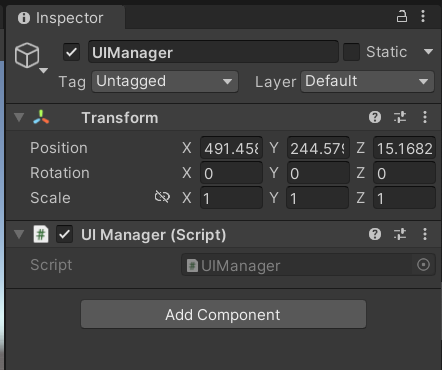 Inspector
UIManager Static
Tag Untagged Layer Default
Transform
Position X 491.458 Y 244.579 Z 15.1682
Rotation X 0 Y 0 Z 0
Scale X 1 Y 1 Z 1
# UI Manager (Script)
Script # UIManager
Add Component